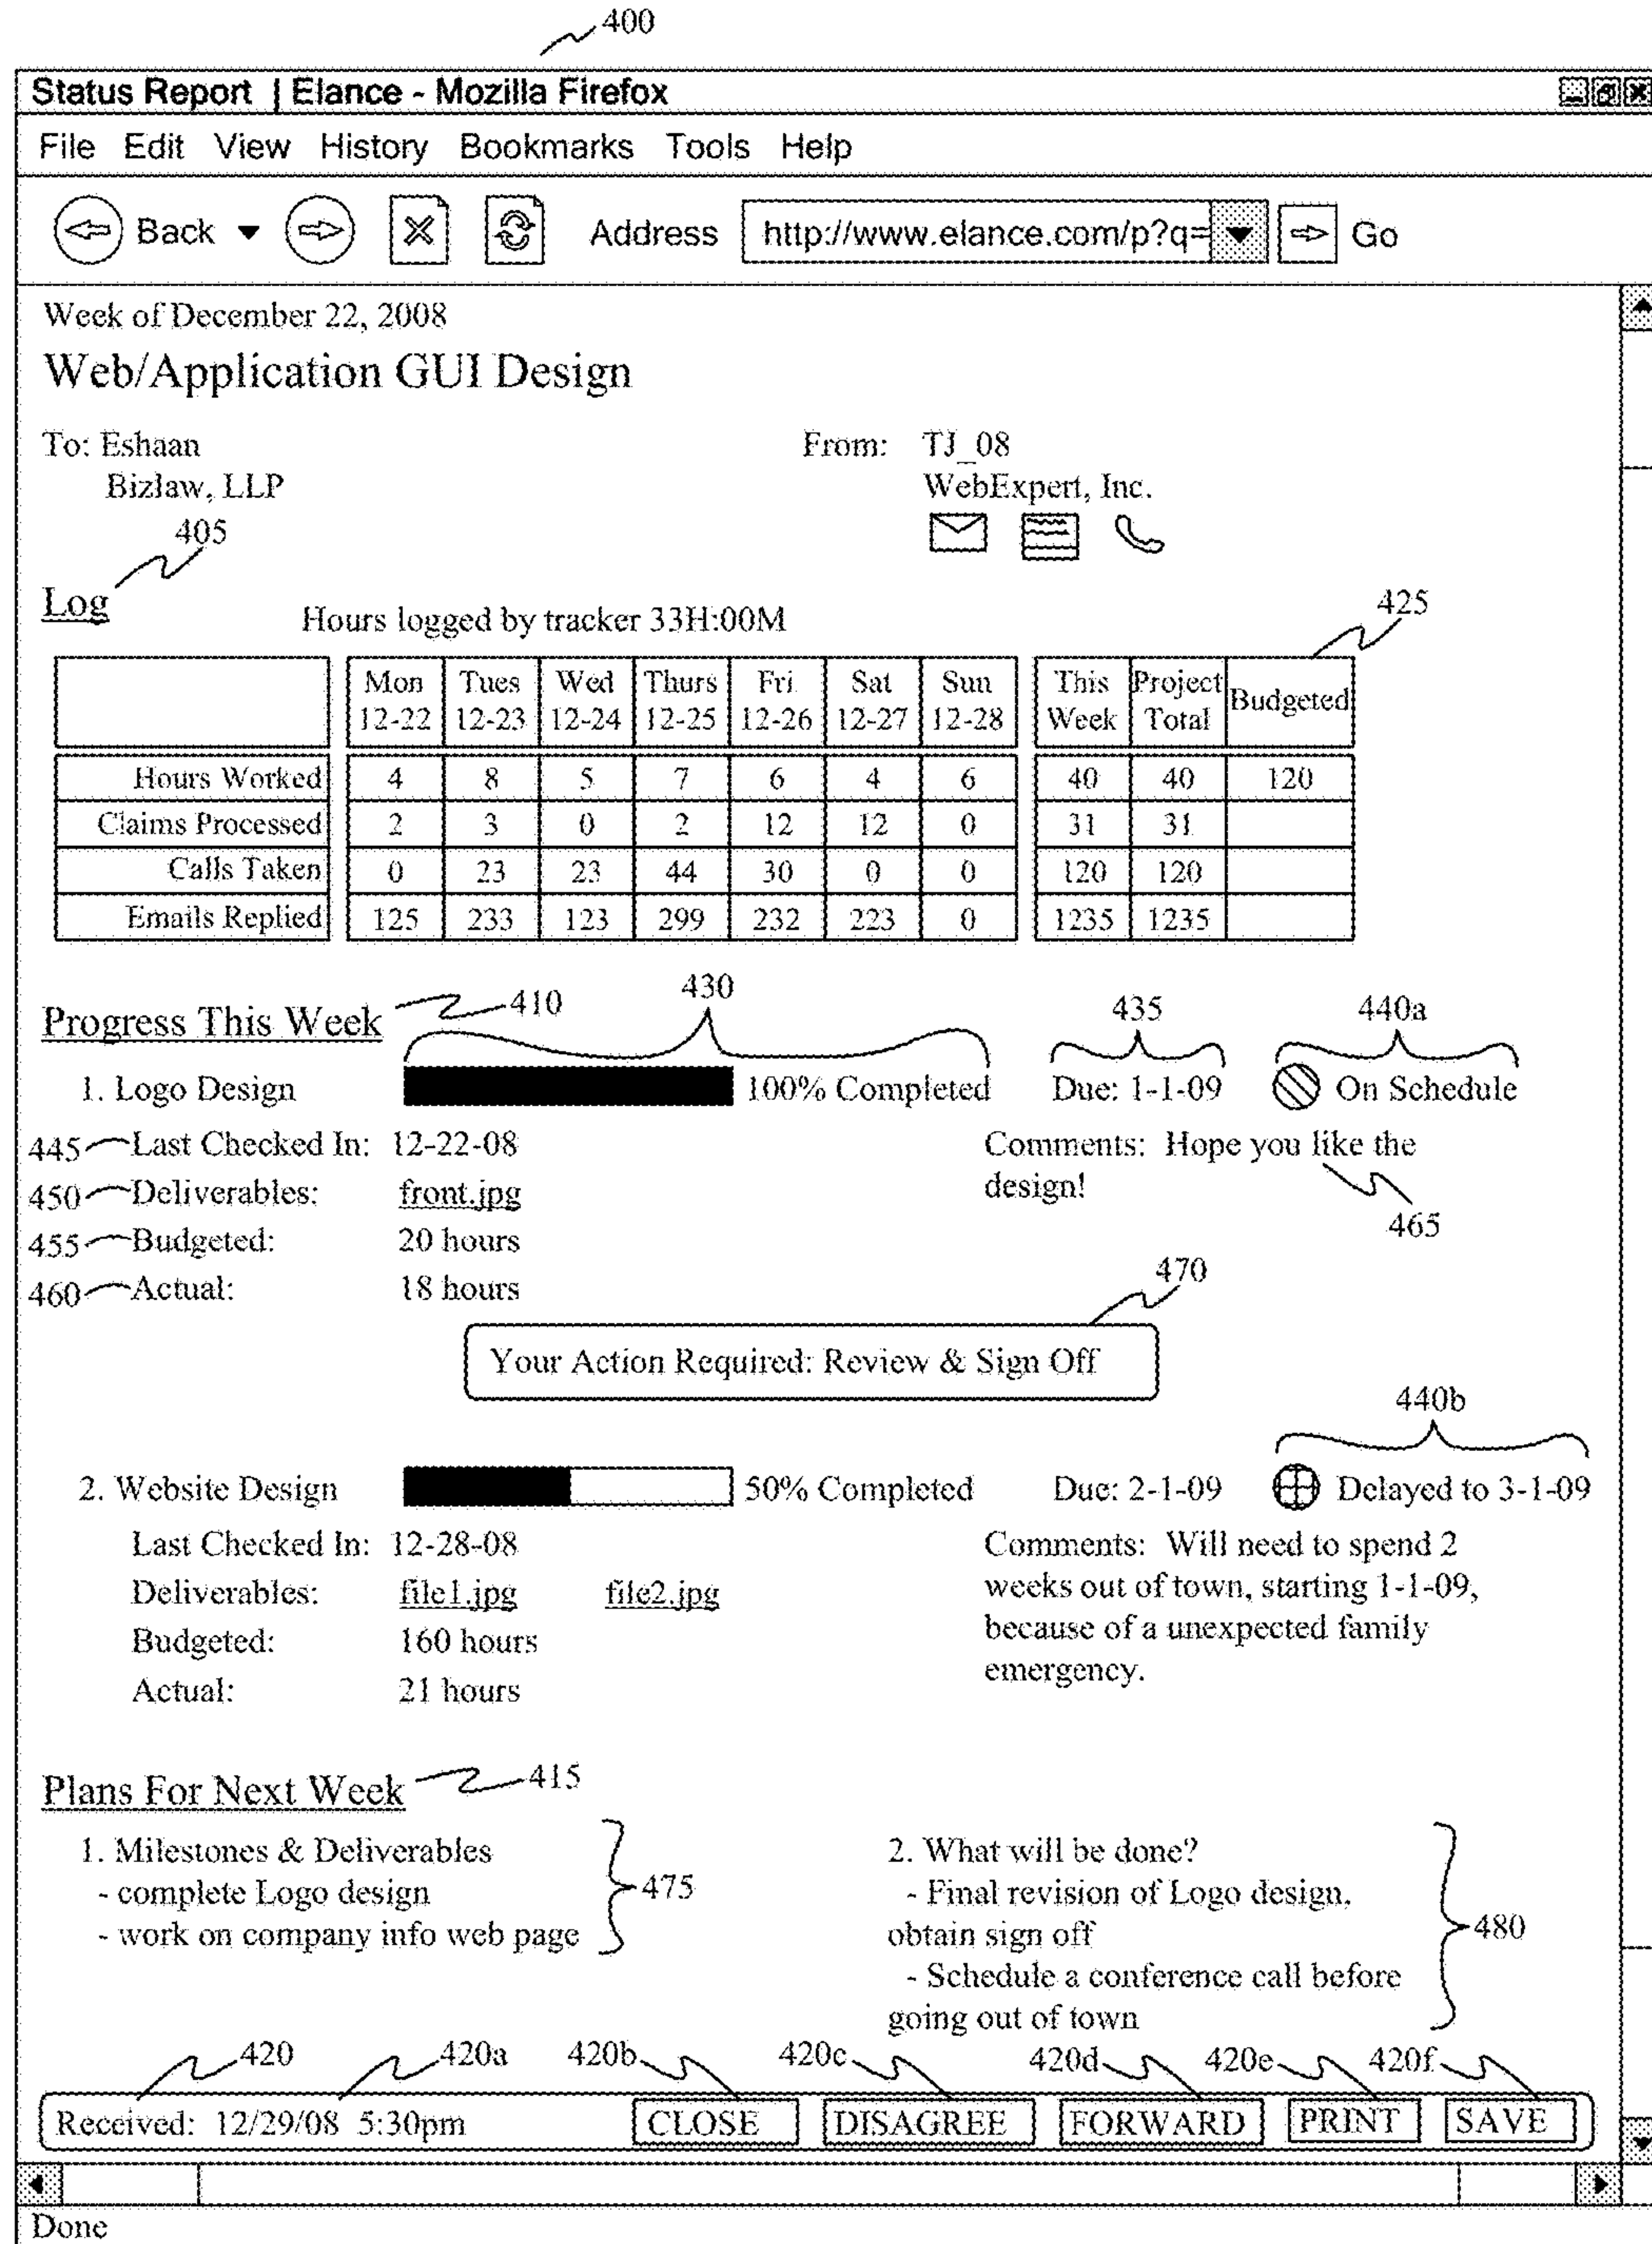 400
Status Report | Elance - Mozilla Firefox
File Edit View History Bookmarks Tools Help
Back Address http://www.elance.com/p?q= Go
Week of December 22, 2008
Web/Application GUI Design
To: Eshaan From: TJ_08
Bizlaw, LLP WebExpert, Inc.
405
Log Hours logged by tracker 33H:00M 425
Mon 12-22 Tues 12-23 Wed 12-24 Thurs 12-25 Fri 12-26 Sat 12-27 Sun 12-28 This Week Project Total Budgeted
Hours Worked 4 8 5 7 6 4 6 40 40 120
Claims Processed 2 3 0 2 12 12 0 31 31
Calls Taken 0 23 23 44 30 0 0 120 120
Emails Replied 125 233 123 299 232 223 0 1235 1235
Progress This Week 410 430 435 440a
1. Logo Design 100% Completed Due: 1-1-09 On Schedule
445 Last Checked In: 12-22-08 Comments: Hope you like the
450 Deliverables: front.jpg design!
455 Budgeted: 20 hours 465
460 Actual: 18 hours 470
Your Action Required: Review & Sign Off
440b
2. Website Design 50% Completed Due: 2-1-09 Delayed to 3-1-09
Last Checked In: 12-28-08 Comments: Will need to spend 2
Deliverables: file1.jpg file2.jpg weeks out of town, starting 1-1-09,
Budgeted: 160 hours because of a unexpected family
Actual: 21 hours emergency.
Plans For Next Week 415
1. Milestones & Deliverables 2. What will be done?
- complete Logo design 475 - Final revision of Logo design,
- work on company info web page obtain sign off 480
- Schedule a conference call before
going out of town
420 420a 420b 420c 420d 420e 420f
Received: 12/29/08 5:30pm CLOSE DISAGREE FORWARD PRINT SAVE
Done